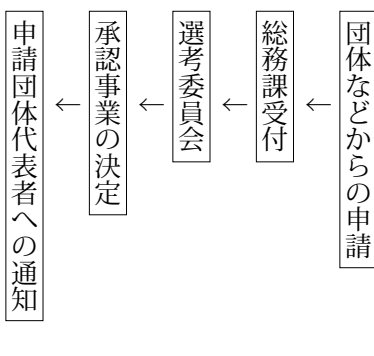 団体などからの申請
←
総務課受付
←
選考委員会
←
承認事業の決定
←
申請団体代表者への通知